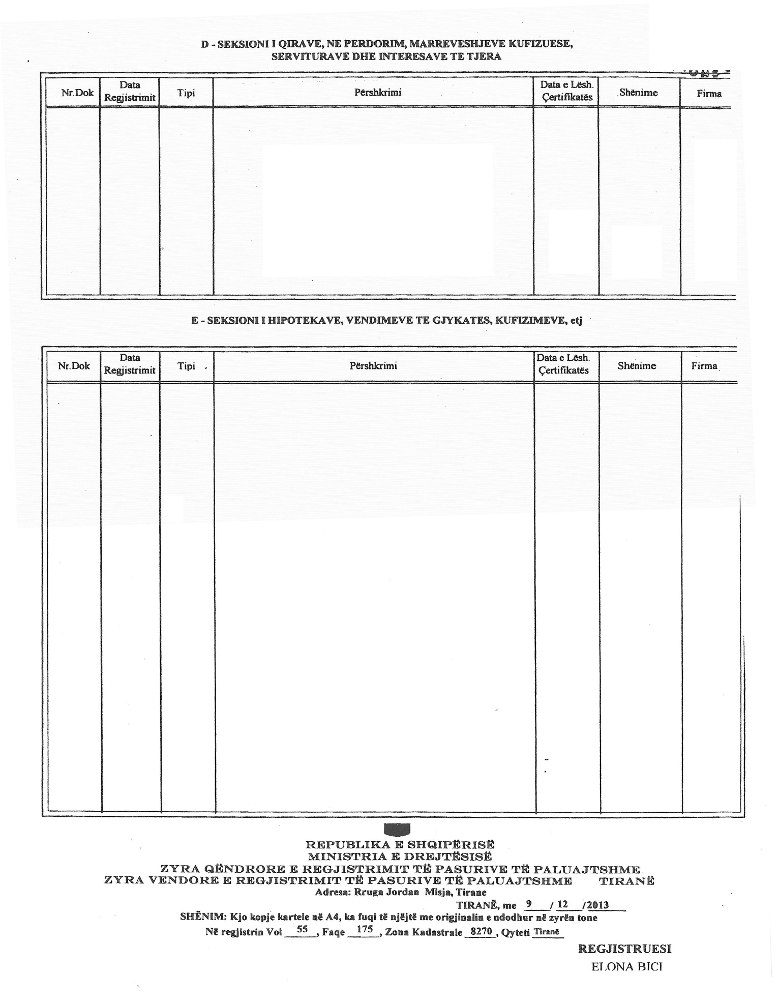 D - SEKSIONI I QIRAVE, NE PERDORIM, MARREVESHJEVE KUFIZUESE,
SERVITURAVE DHE INTERESAVE TE TJERA
Nr.Dok Data Regjistrimit Tipi Përshkrimi Data e Lësh. Çertifikatës Shënime Firma
E - SEKSIONI I HIPOTEKAVE, VENDIMEVE TE GJYKATES, KUFIZIMEVE, etj
Nr.Dok Data Regjistrimit Tipi Përshkrimi Data e Lësh. Çertifikatës Shënime Firma
REPUBLIKA E SHQIPËRISË
MINISTRIA E DREJTËSISË
ZYRA QËNDRORE E REGJISTRIMIT TË PASURIVE TË PALUAJTSHME
ZYRA VENDORE E REGJISTRIMIT TË PASURIVE TË PALUAJTSHME TIRANË
Adresa: Rruga Jordan Misja, Tirane
TIRANË, me 9 / 12 /2013
SHËNIM: Kjo kopje kartele në A4, ka fuqi të njëjtë me origjinalin e ndodhur në zyrën tone
Në regjistrin Vol 55 , Faqe 175 , Zona Kadastrale 8270 , Qyteti Tiranë
REGJISTRUESI
ELONA BICI